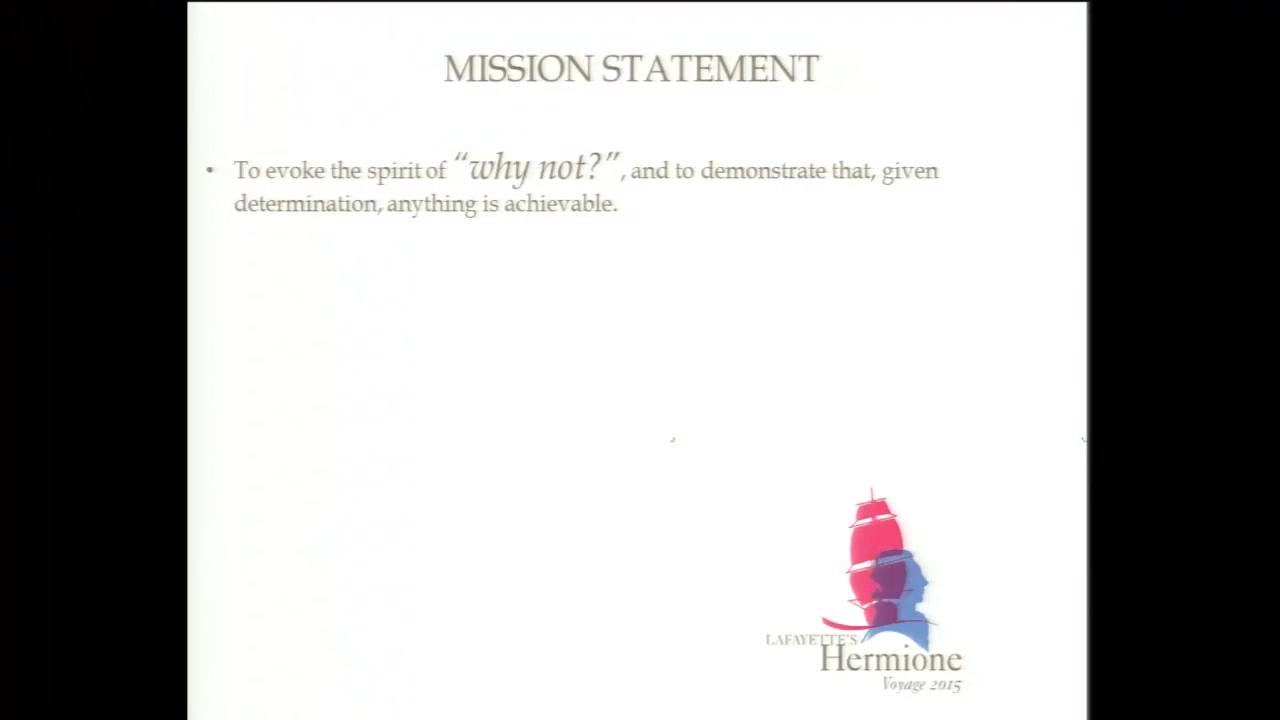 MISSION STATEMENT
• To evoke the spirit of “why not?”, and to demonstrate that, given
determination, anything is achievable.
LAFAYETTE'S
Hermione
Voyage 2015